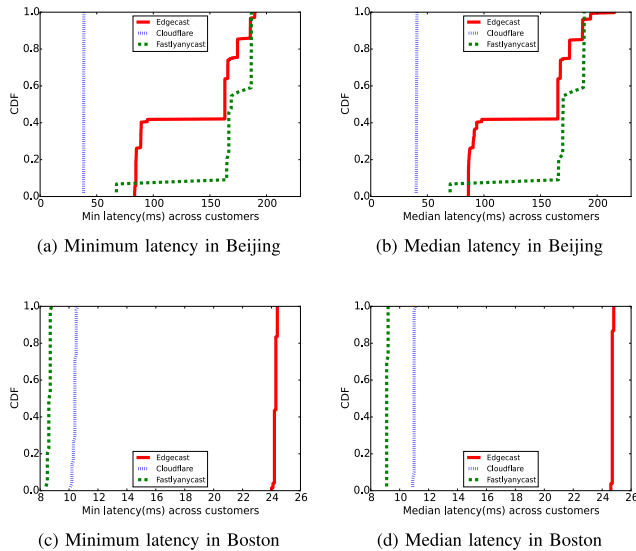 1.0
0.8
0.6
0.4
0.2
0.0
CDF
Edgecast
Cloudflare
Fastlyanycast
0 50 100 150 200
Min latency(ms) across customers
(a) Minimum latency in Beijing
1.0
0.8
0.6
0.4
0.2
0.0
CDF
Edgecast
Cloudflare
Fastlyanycast
0 50 100 150 200
Median latency(ms) across customers
(b) Median latency in Beijing
1.0
0.8
0.6
0.4
0.2
0.0
CDF
Edgecast
Cloudflare
Fastlyanycast
8 10 12 14 16 18 20 22 24 26
Min latency(ms) across customers
(c) Minimum latency in Boston
1.0
0.8
0.6
0.4
0.2
0.0
CDF
Edgecast
Cloudflare
Fastlyanycast
8 10 12 14 16 18 20 22 24 26
Median latency(ms) across customers
(d) Median latency in Boston